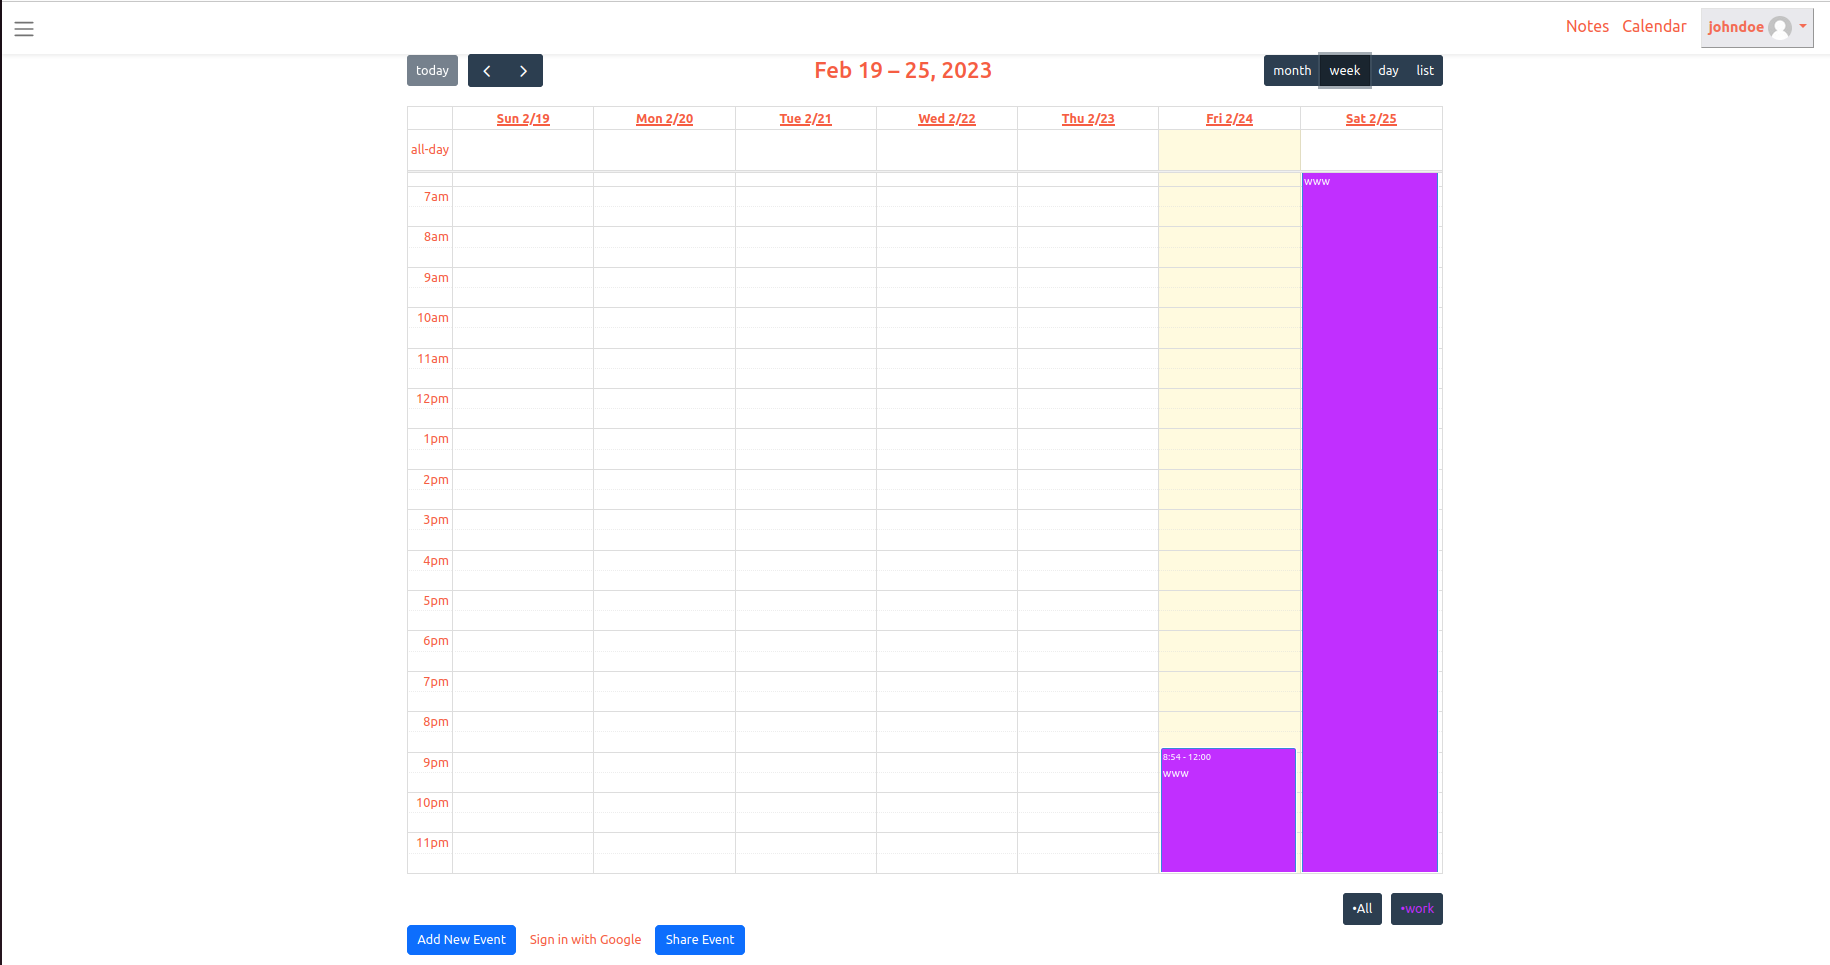 Notes Calendar johndoe
today
Feb 19 – 25, 2023
month week day list
Sun 2/19 Mon 2/20 Tue 2/21 Wed 2/22 Thu 2/23 Fri 2/24 Sat 2/25
all-day
www
7am
8am
9am
10am
11am
12pm
1pm
2pm
3pm
4pm
5pm
6pm
7pm
8pm
8:54 - 12:00
www
9pm
10pm
11pm
•All •work
Add New Event Sign in with Google Share Event